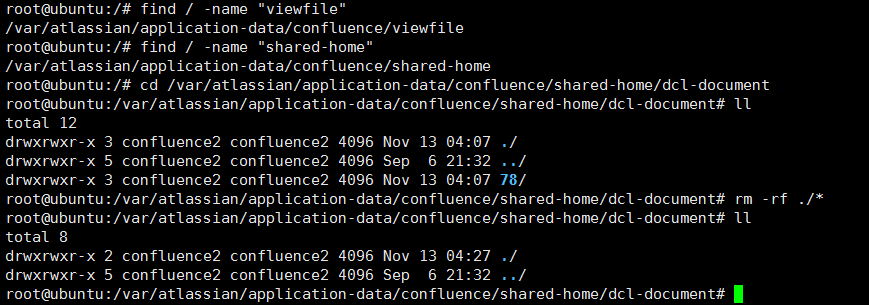 root@ubuntu:/# find / -name "viewfile"
/var/atlassian/application-data/confluence/viewfile
root@ubuntu:/# find / -name "shared-home"
/var/atlassian/application-data/confluence/shared-home
root@ubuntu:/# cd /var/atlassian/application-data/confluence/shared-home/dcl-document
root@ubuntu:/var/atlassian/application-data/confluence/shared-home/dcl-document# ll
total 12
drwxrwxr-x 3 confluence2 confluence2 4096 Nov 13 04:07 ./
drwxrwxr-x 5 confluence2 confluence2 4096 Sep  6 21:32 ../
drwxrwxr-x 3 confluence2 confluence2 4096 Nov 13 04:07 78/
root@ubuntu:/var/atlassian/application-data/confluence/shared-home/dcl-document# rm -rf ./*
root@ubuntu:/var/atlassian/application-data/confluence/shared-home/dcl-document# ll
total 8
drwxrwxr-x 2 confluence2 confluence2 4096 Nov 13 04:27 ./
drwxrwxr-x 5 confluence2 confluence2 4096 Sep  6 21:32 ../
root@ubuntu:/var/atlassian/application-data/confluence/shared-home/dcl-document#